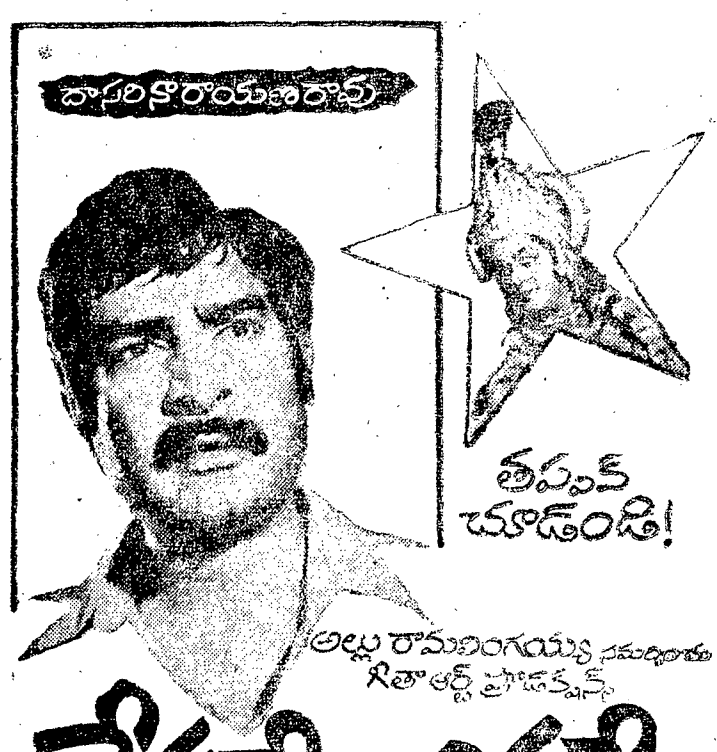 దాసరి నారాయణరావు
తప్పక
చూడండి!
అల్లు రామలింగయ్య సమర్పించు
గీతా ఆర్ట్ ప్రొడక్షన్స్